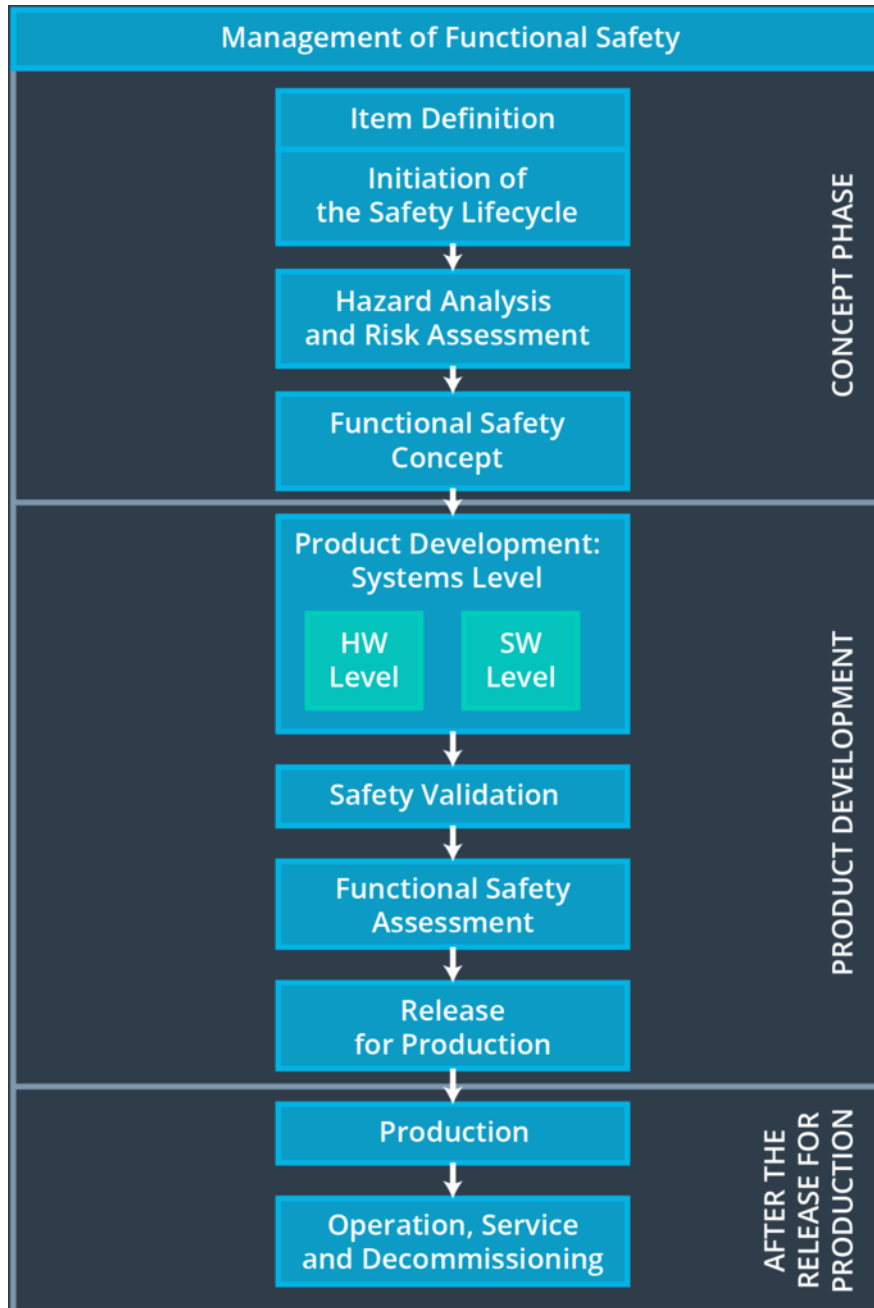 Management of Functional Safety
Item Definition
Initiation of
the Safety Lifecycle
Hazard Analysis
and Risk Assessment
Functional Safety
Concept
CONCEPT PHASE
Product Development:
Systems Level
HW
Level
SW
Level
Safety Validation
Functional Safety
Assessment
Release
for Production
PRODUCT DEVELOPMENT
Production
Operation, Service
and Decommissioning
AFTER THE
RELEASE FOR
PRODUCTION